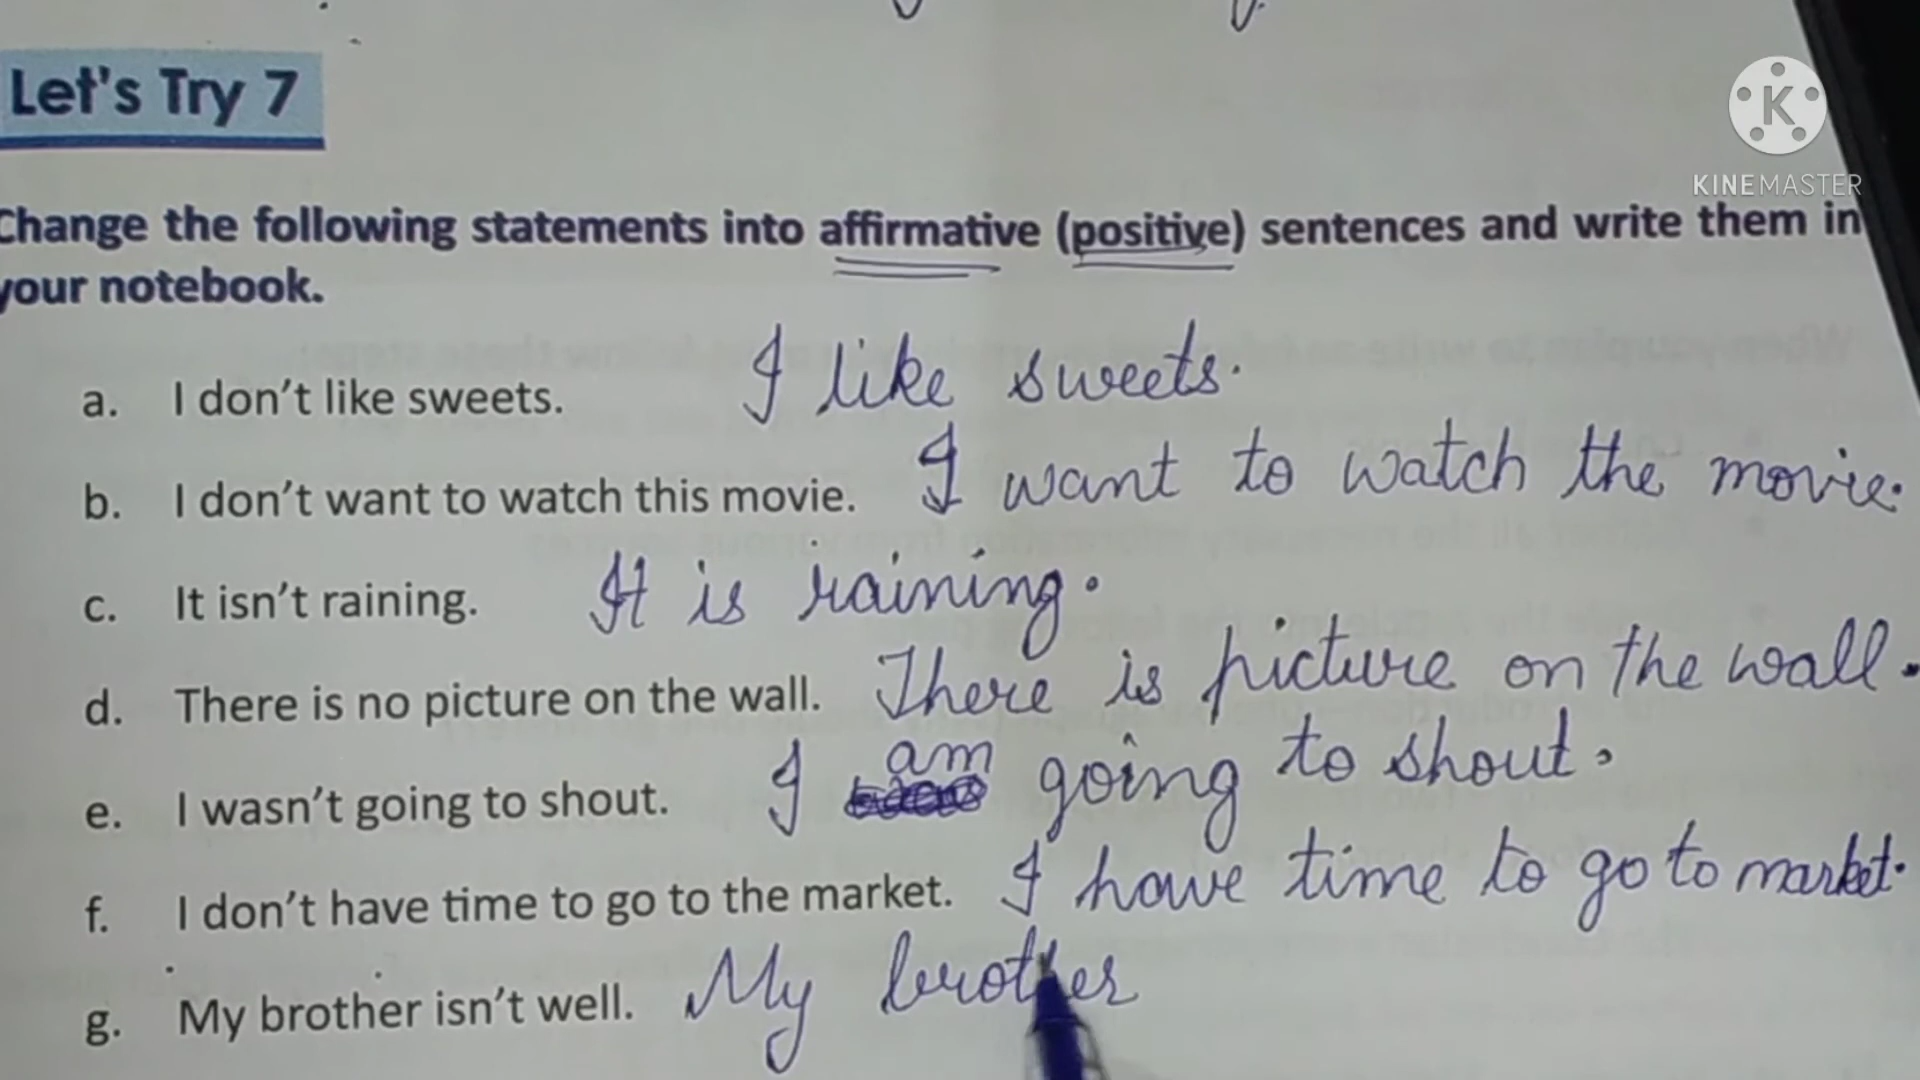 Let's Try 7
KINEMASTER
Change the following statements into affirmative (positive) sentences and write them in
your notebook.
a. I don't like sweets. I like sweets.
b. I don't want to watch this movie. I want to watch the movie.
c. It isn't raining. It is raining.
d. There is no picture on the wall. There is picture on the wall.
e. I wasn't going to shout. I am going to shout.
f. I don't have time to go to the market. I have time to go to market.
g. My brother isn't well. My brother